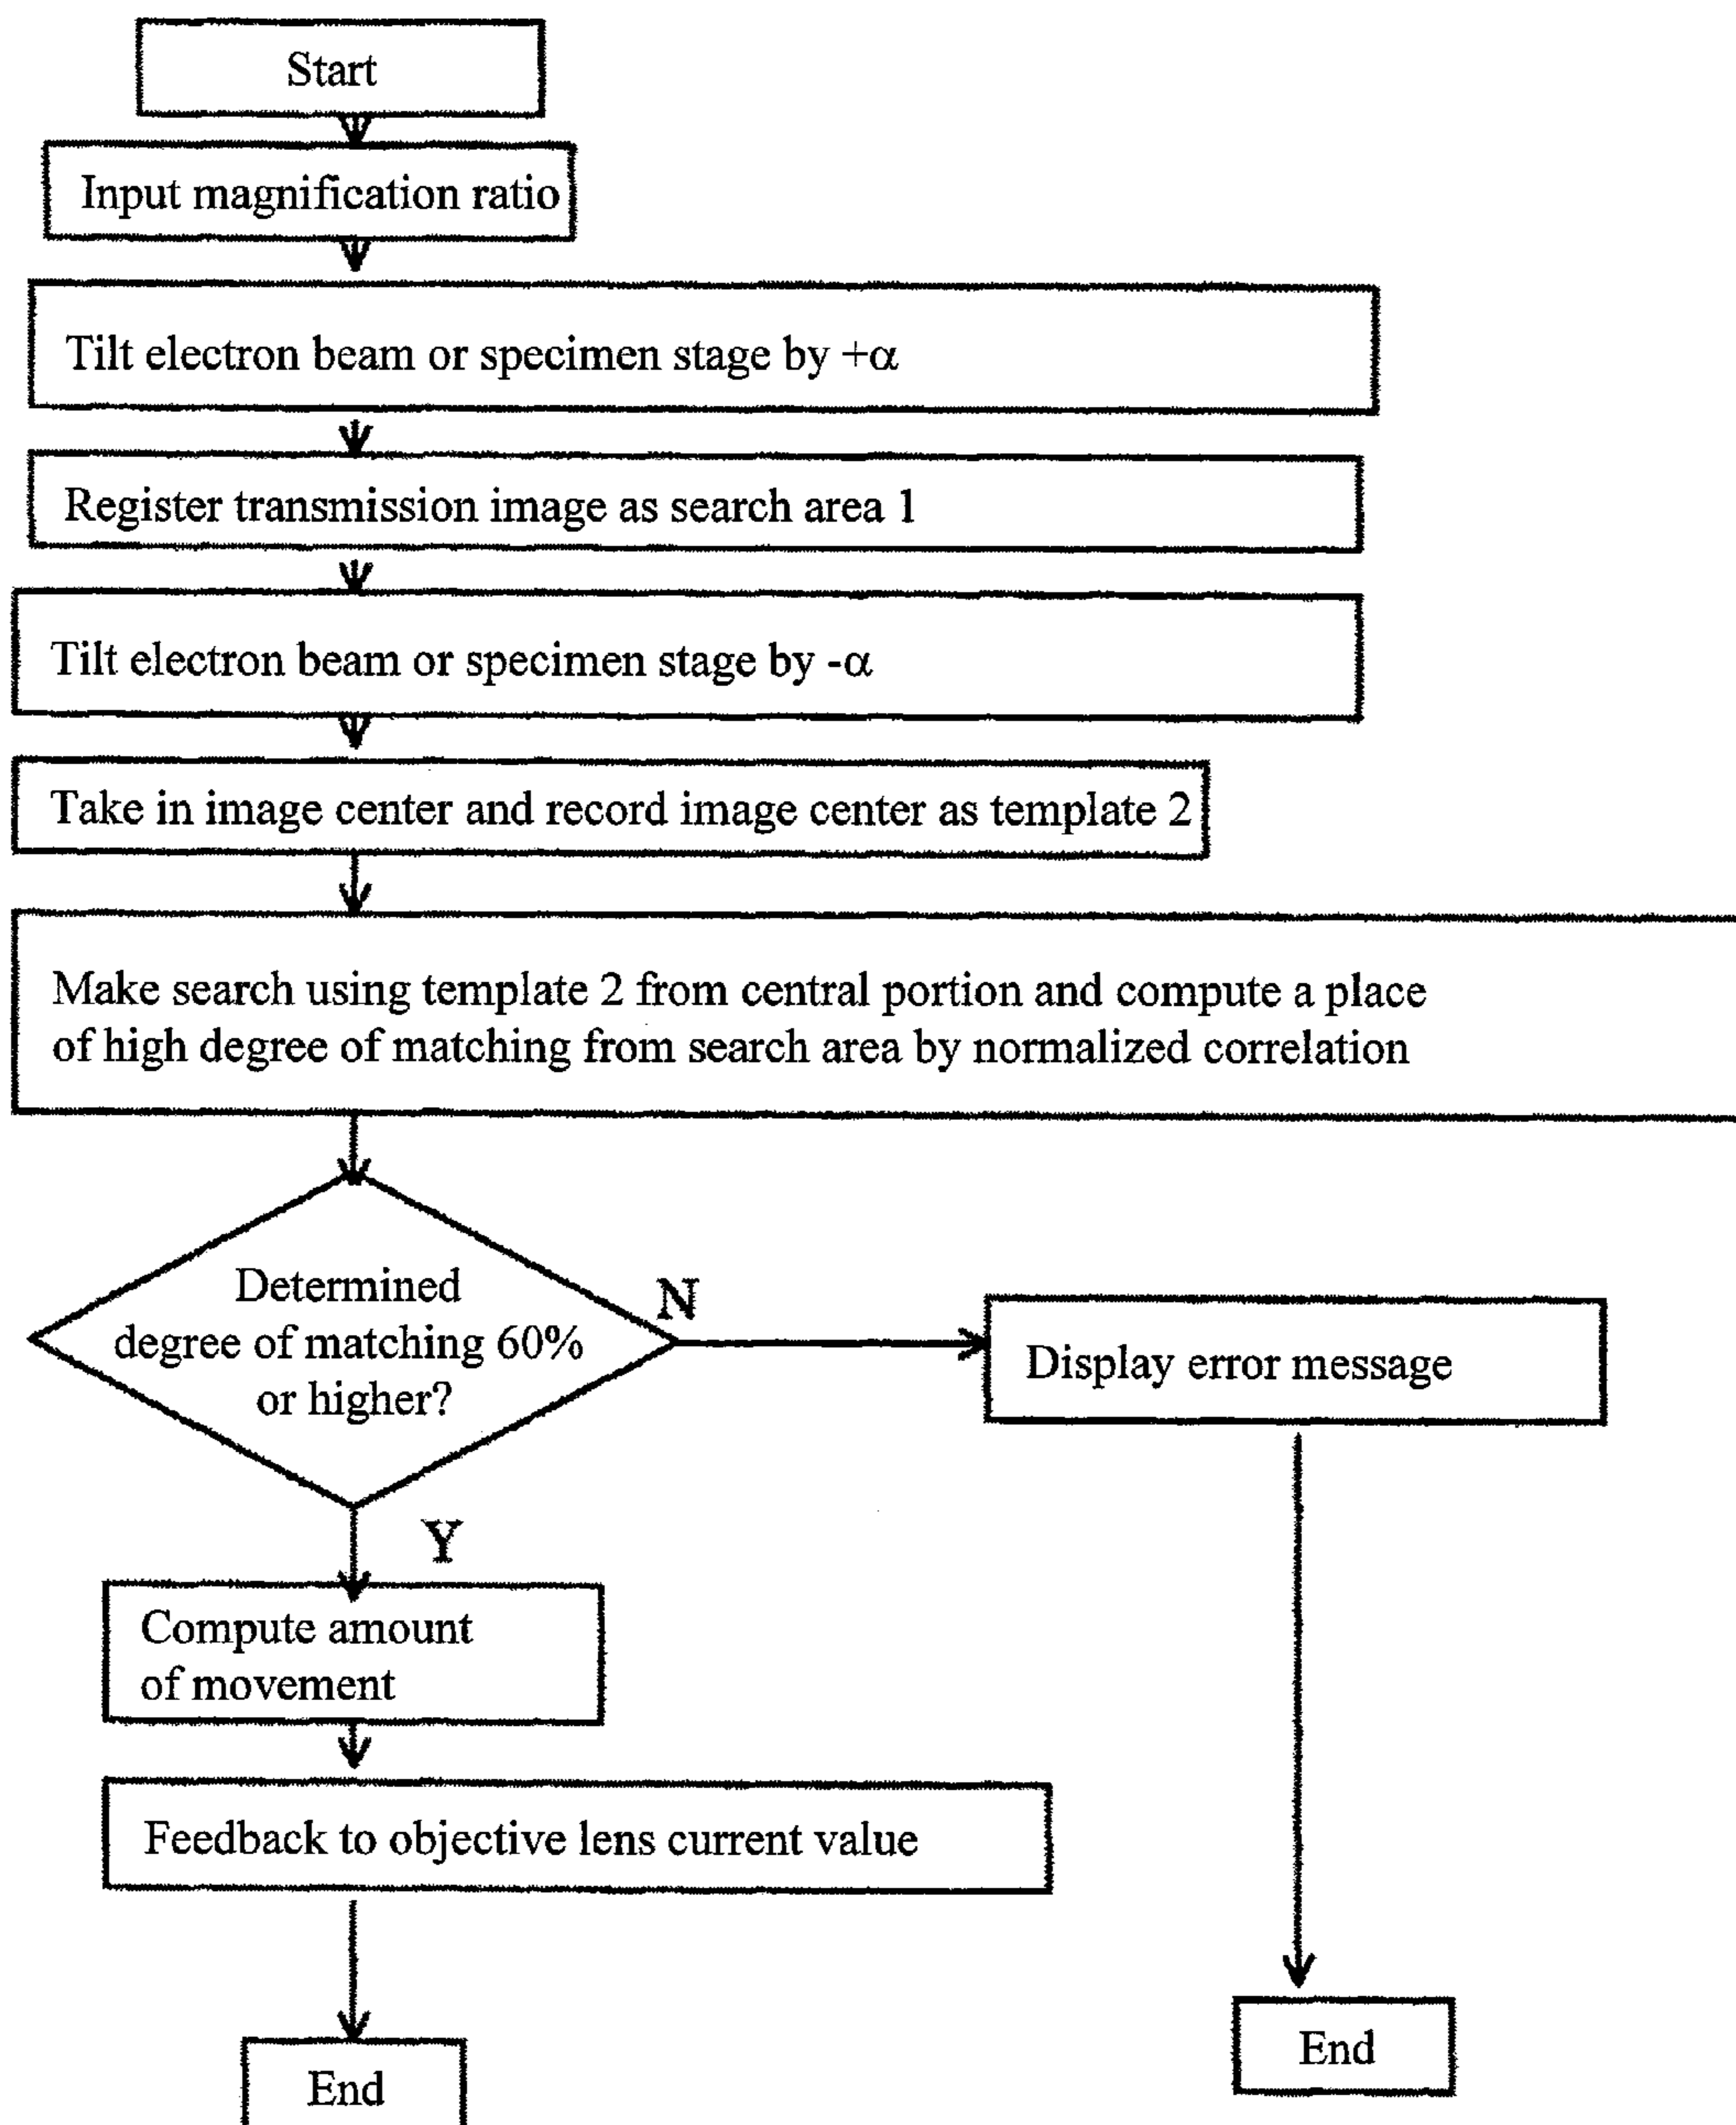 Start
Input magnification ratio
Tilt electron beam or specimen stage by +α
Register transmission image as search area 1
Tilt electron beam or specimen stage by -α
Take in image center and record image center as template 2
Make search using template 2 from central portion and compute a place
of high degree of matching from search area by normalized correlation
Determined
degree of matching 60%
or higher?
N
Display error message
Y
Compute amount
of movement
Feedback to objective lens current value
End
End